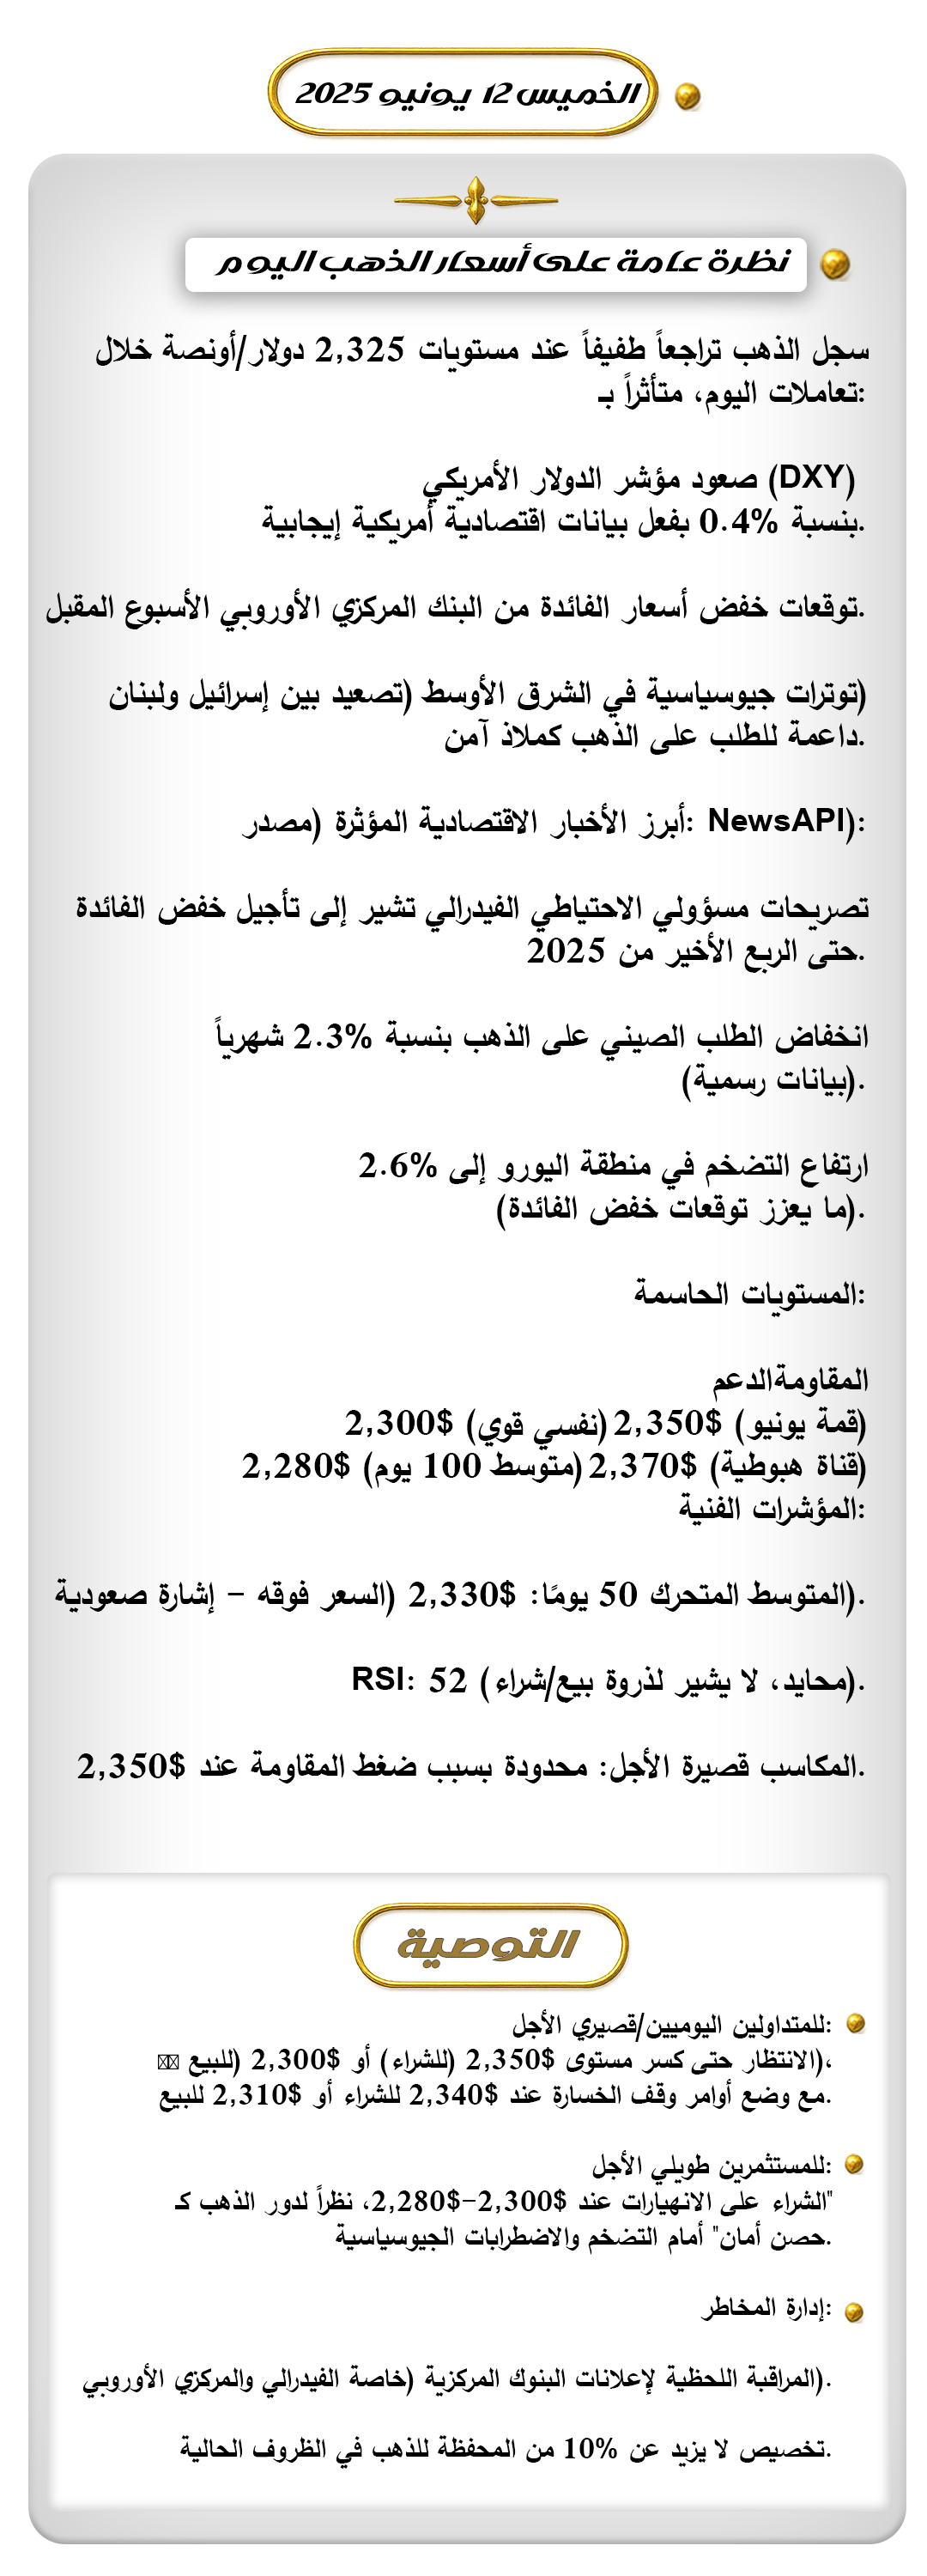 الخميس 12 يونيو 2025
نظرة عامة على أسعار الذهب اليوم
سجل الذهب تراجعاً طفيفاً عند مستويات 2,325 دولار/أونصة خلال
تعاملات اليوم، متأثراً بـ:
صعود مؤشر الدولار الأمريكي (DXY)
بنسبة 0.4% بفعل بيانات اقتصادية أمريكية إيجابية.
توقعات خفض أسعار الفائدة من البنك المركزي الأوروبي الأسبوع المقبل.
توترات جيوسياسية في الشرق الأوسط (تصعيد بين إسرائيل ولبنان)
داعمة للطلب على الذهب كملاذ آمن.
أبرز الأخبار الاقتصادية المؤثرة (مصدر: NewsAPI):
تصريحات مسؤولي الاحتياطي الفيدرالي تشير إلى تأجيل خفض الفائدة
حتى الربع الأخير من 2025.
انخفاض الطلب الصيني على الذهب بنسبة 2.3% شهرياً
(بيانات رسمية).
ارتفاع التضخم في منطقة اليورو إلى 2.6%
(ما يعزز توقعات خفض الفائدة).
المستويات الحاسمة:
المقاومةالدعم
(قمة يونيو) 2,350$ (نفسي قوي) 2,300$
(قناة هبوطية) 2,370$ (متوسط 100 يوم) 2,280$
المؤشرات الفنية:
المتوسط المتحرك 50 يومًا: 2,330$ (السعر فوقه - إشارة صعودية).
RSI: 52 (محايد، لا يشير لذروة بيع/شراء).
المكاسب قصيرة الأجل: محدودة بسبب ضغط المقاومة عند 2,350$.
التوصية
للمتداولين اليوميين/قصيري الأجل:
الانتظار حتى كسر مستوى 2,350$ (للشراء) أو 2,300$ (للبيع)،
مع وضع أوامر وقف الخسارة عند 2,340$ للشراء أو 2,310$ للبيع.
للمستثمرين طويلي الأجل:
الشراء على الانهيارات عند 2,300$-2,280$، نظراً لدور الذهب كـ"
حصن أمان" أمام التضخم والاضطرابات الجيوسياسية.
إدارة المخاطر:
المراقبة اللحظية لإعلانات البنوك المركزية (خاصة الفيدرالي والمركزي الأوروبي).
تخصيص لا يزيد عن 10% من المحفظة للذهب في الظروف الحالية.